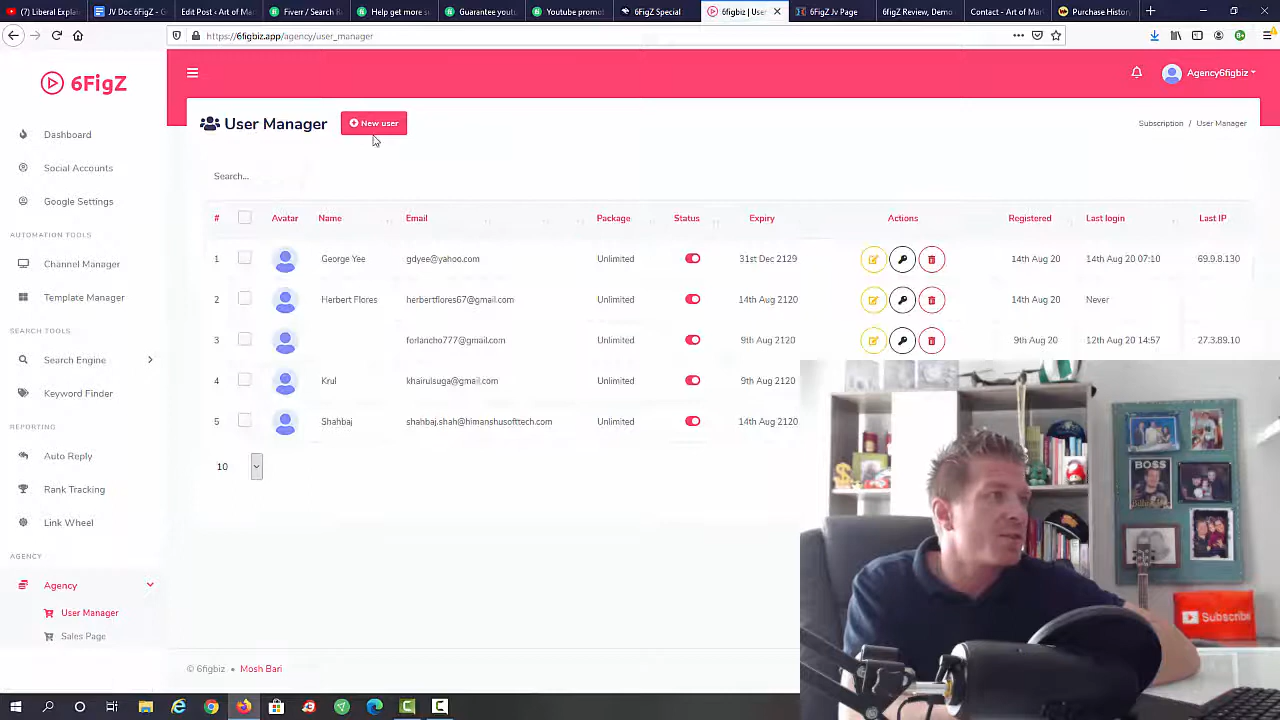 (7) Liberal Explai
JV Doc 6FigZ - G
Edit Post ‹ Art of Ma
Fiverr / Search R
Help get more s
Guarantee yout
Youtube promot
6FigZ Special
6figbiz | User
6FigZ Jv Page
6figZ Review, Demo
Contact - Art of Mark
Purchase History
https://6figbiz.app/agency/user_manager
6FigZ
Agency6figbiz
User Manager
New user
Subscription / User Manager
Dashboard
Social Accounts
Google Settings
AUTOMATION TOOLS
Channel Manager
Template Manager
SEARCH TOOLS
Search Engine
Keyword Finder
REPORTING
Auto Reply
Rank Tracking
Link Wheel
AGENCY
Agency
User Manager
Sales Page
Search...
# Avatar Name Email Package Status Expiry Actions Registered Last login Last IP
1 George Yee gdyee@yahoo.com Unlimited 31st Dec 2129 14th Aug 20 14th Aug 20 07:10 69.9.8.130
2 Herbert Flores herbertflores67@gmail.com Unlimited 14th Aug 2120 14th Aug 20 Never
3 forlancho777@gmail.com Unlimited 9th Aug 2120 9th Aug 20 12th Aug 20 14:57 27.3.89.10
4 Krul khairulsuga@gmail.com Unlimited 9th Aug 2120
5 Shahbaj shahbaj.shah@himanshusofttech.com Unlimited 14th Aug 2120
10
© 6figbiz • Mosh Bari
BOSS
Subscribe